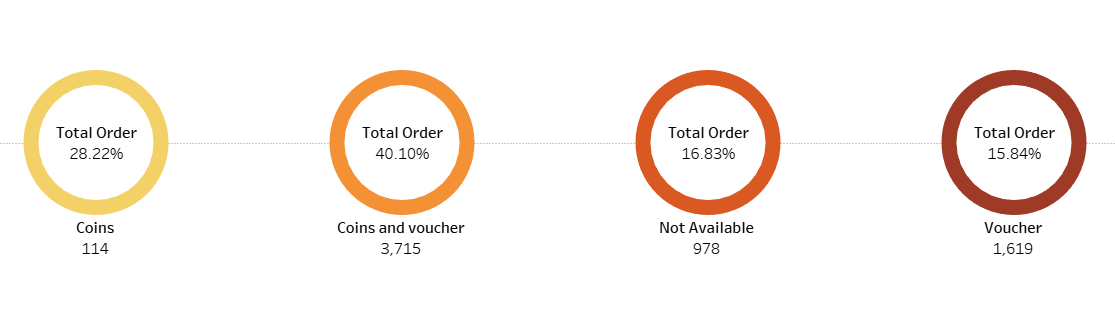 Total Order
28.22%
Coins
114
Total Order
40.10%
Coins and voucher
3,715
Total Order
16.83%
Not Available
978
Total Order
15.84%
Voucher
1,619